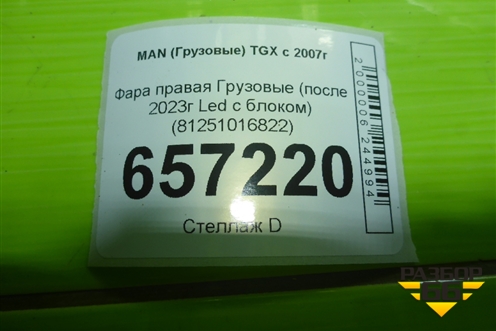 MAN (Грузовые) TGX с 2007г
Фара правая Грузовые (после
2023г Led с блоком)
(81251016822)
657220
Стеллаж D
2000006244994
РАЗБОР